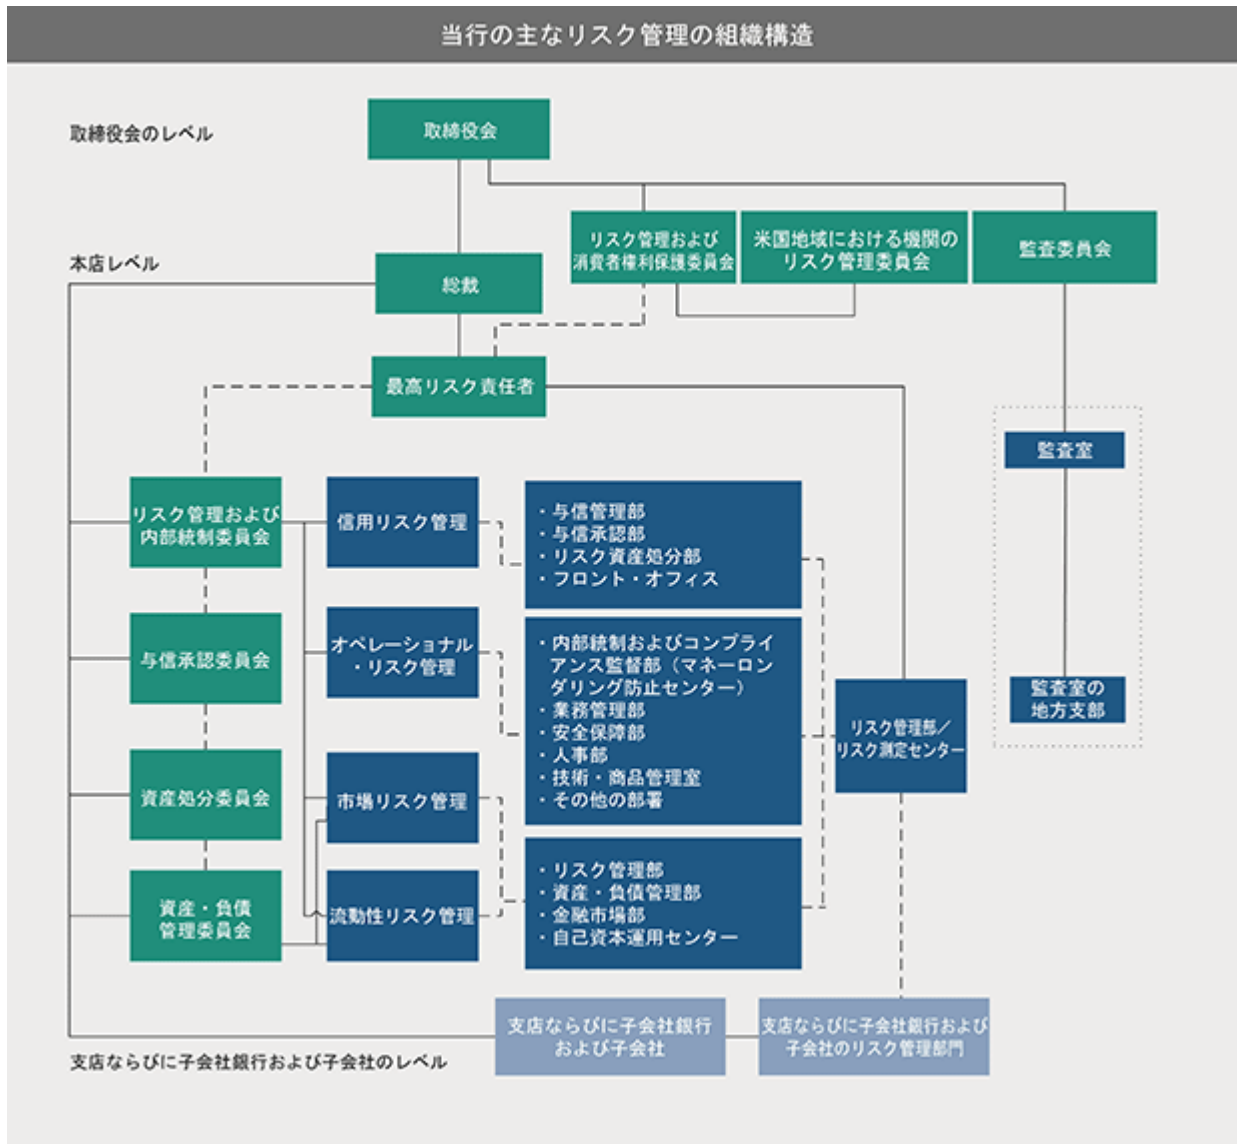 当行の主なリスク管理の組織構造
取締役会のレベル
取締役会
リスク管理および
消費者権利保護委員会
米国地域における機関の
リスク管理委員会
監査委員会
本店レベル
総裁
最高リスク責任者
監査室
監査室の
地方支部
リスク管理および
内部統制委員会
与信承認委員会
資産処分委員会
資産・負債
管理委員会
信用リスク管理
オペレーショナル
・リスク管理
市場リスク管理
流動性リスク管理
・与信管理部
・与信承認部
・リスク資産処分部
・フロント・オフィス
・内部統制およびコンプライ
アンス監督部（マネーロン
ダリング防止センター）
・業務管理部
・安全保障部
・人事部
・技術・商品管理室
・その他の部署
・リスク管理部
・資産・負債管理部
・金融市場部
・自己資本運用センター
リスク管理部／
リスク測定センター
支店ならびに子会社銀行
および子会社
支店ならびに子会社銀行および
子会社のリスク管理部門
支店ならびに子会社銀行および子会社のレベル